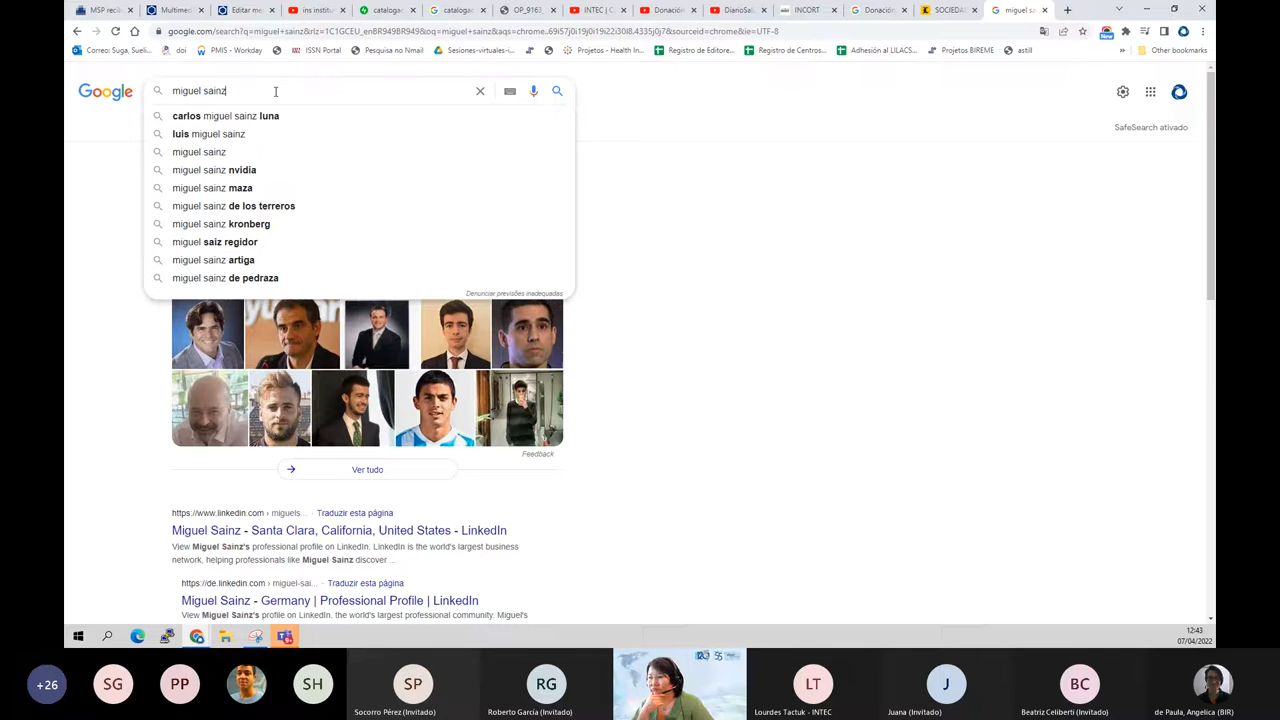 MSP recib
Multimed
Editar me
ins institu
cataloga
cataloga
OP_9163_
INTEC | C
Donación
DiarioSal
INCORT
Donación
SOCIEDA
miguel s
google.com/search?q=miguel+sainz&rlz=1C1GCEU_enBR949BR949&oq=miguel+sainz&aqs=chrome..69i57j0i19j0i19i22i30l8.4335j0j7&sourceid=chrome&ie=UTF-8
New
Correo: Suga, Sueli...
doi
PMIS - Workday
ISSN Portal
Pesquisa no Nimail
Sesiones-virtuales-i...
Projetos - Health In...
Registro de Editore...
Registro de Centros...
Adhesión al LILACS...
Projetos BIREME
astill
Other bookmarks
Google
miguel sainz
SafeSearch ativado
carlos miguel sainz luna
luis miguel sainz
miguel sainz
miguel sainz nvidia
miguel sainz maza
miguel sainz de los terreros
miguel sainz kronberg
miguel saiz regidor
miguel sainz artiga
miguel sainz de pedraza
Denunciar previsões inadequadas
Feedback
Ver tudo
https://www.linkedin.com › miguels... · Traduzir esta página
Miguel Sainz - Santa Clara, California, United States - LinkedIn
View Miguel Sainz's professional profile on LinkedIn. LinkedIn is the world's largest business
network, helping professionals like Miguel Sainz discover ...
https://de.linkedin.com › miguel-sai... · Traduzir esta página
Miguel Sainz - Germany | Professional Profile | LinkedIn
View Miguel Sainz's profile on LinkedIn, the world's largest professional community. Miguel's
12:43
07/04/2022
+26
SG
PP
SH
SP
Socorro Pérez (Invitado)
RG
Roberto García (Invitado)
LT
Lourdes Tactuk - INTEC
J
Juana (Invitado)
BC
Beatriz Celiberti (Invitado)
de Paula, Angelica (BIR)